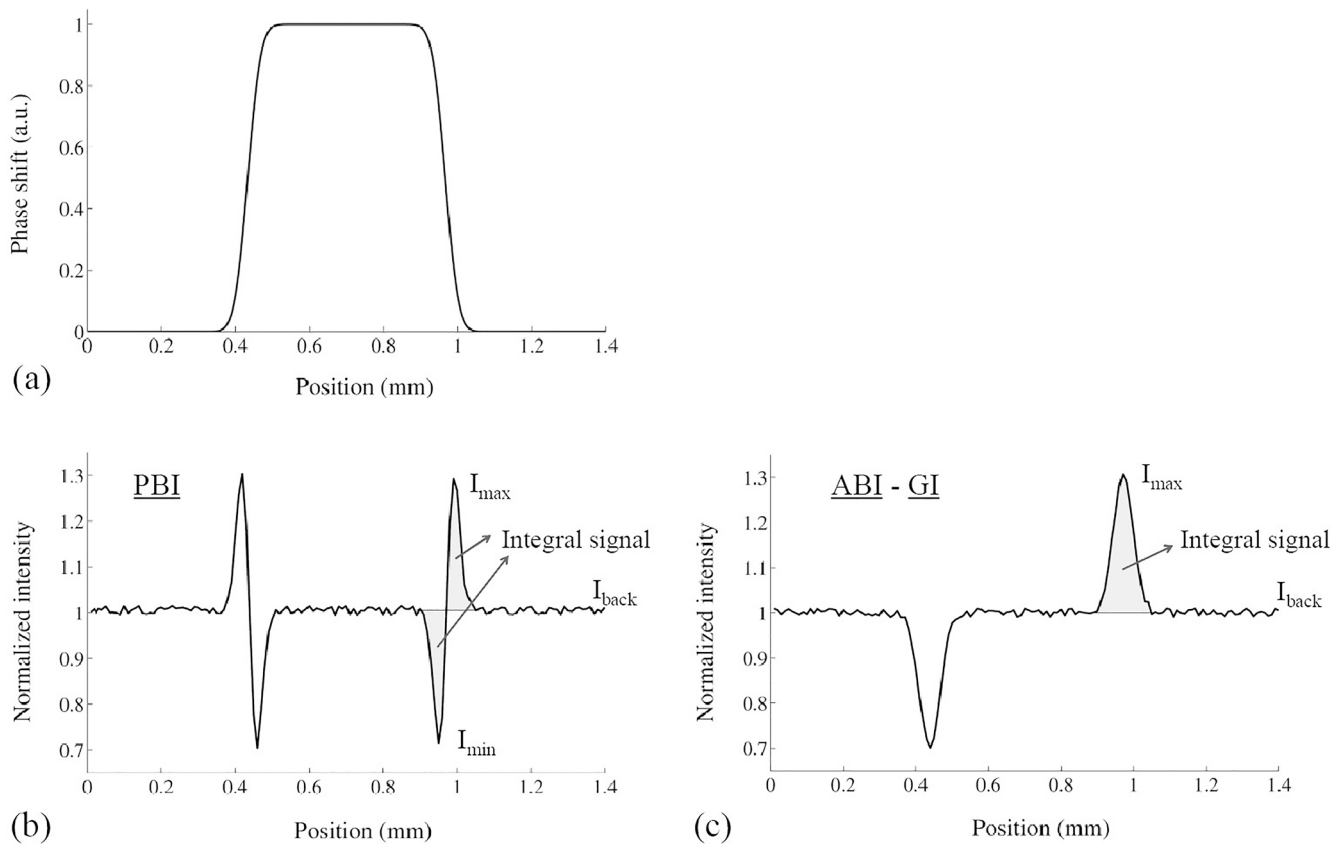 Phase shift (a.u.)
1
0.8
0.6
0.4
0.2
0
0 0.2 0.4 0.6 0.8 1 1.2 1.4
Position (mm)
(a)
PBI
Normalized intensity
1.3
1.2
1.1
1
0.9
0.8
0.7
Imax
Integral signal
Iback
Imin
0 0.2 0.4 0.6 0.8 1 1.2 1.4
Position (mm)
(b)
ABI - GI
Normalized intensity
1.3
1.2
1.1
1
0.9
0.8
0.7
Imax
Integral signal
Iback
0 0.2 0.4 0.6 0.8 1 1.2 1.4
Position (mm)
(c)